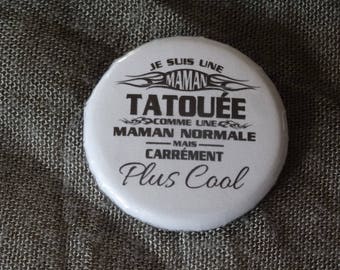 JE SUIS UNE
MAMAN
TATOUÉE
COMME UNE
MAMAN NORMALE
MAIS
CARRÉMENT
Plus Cool